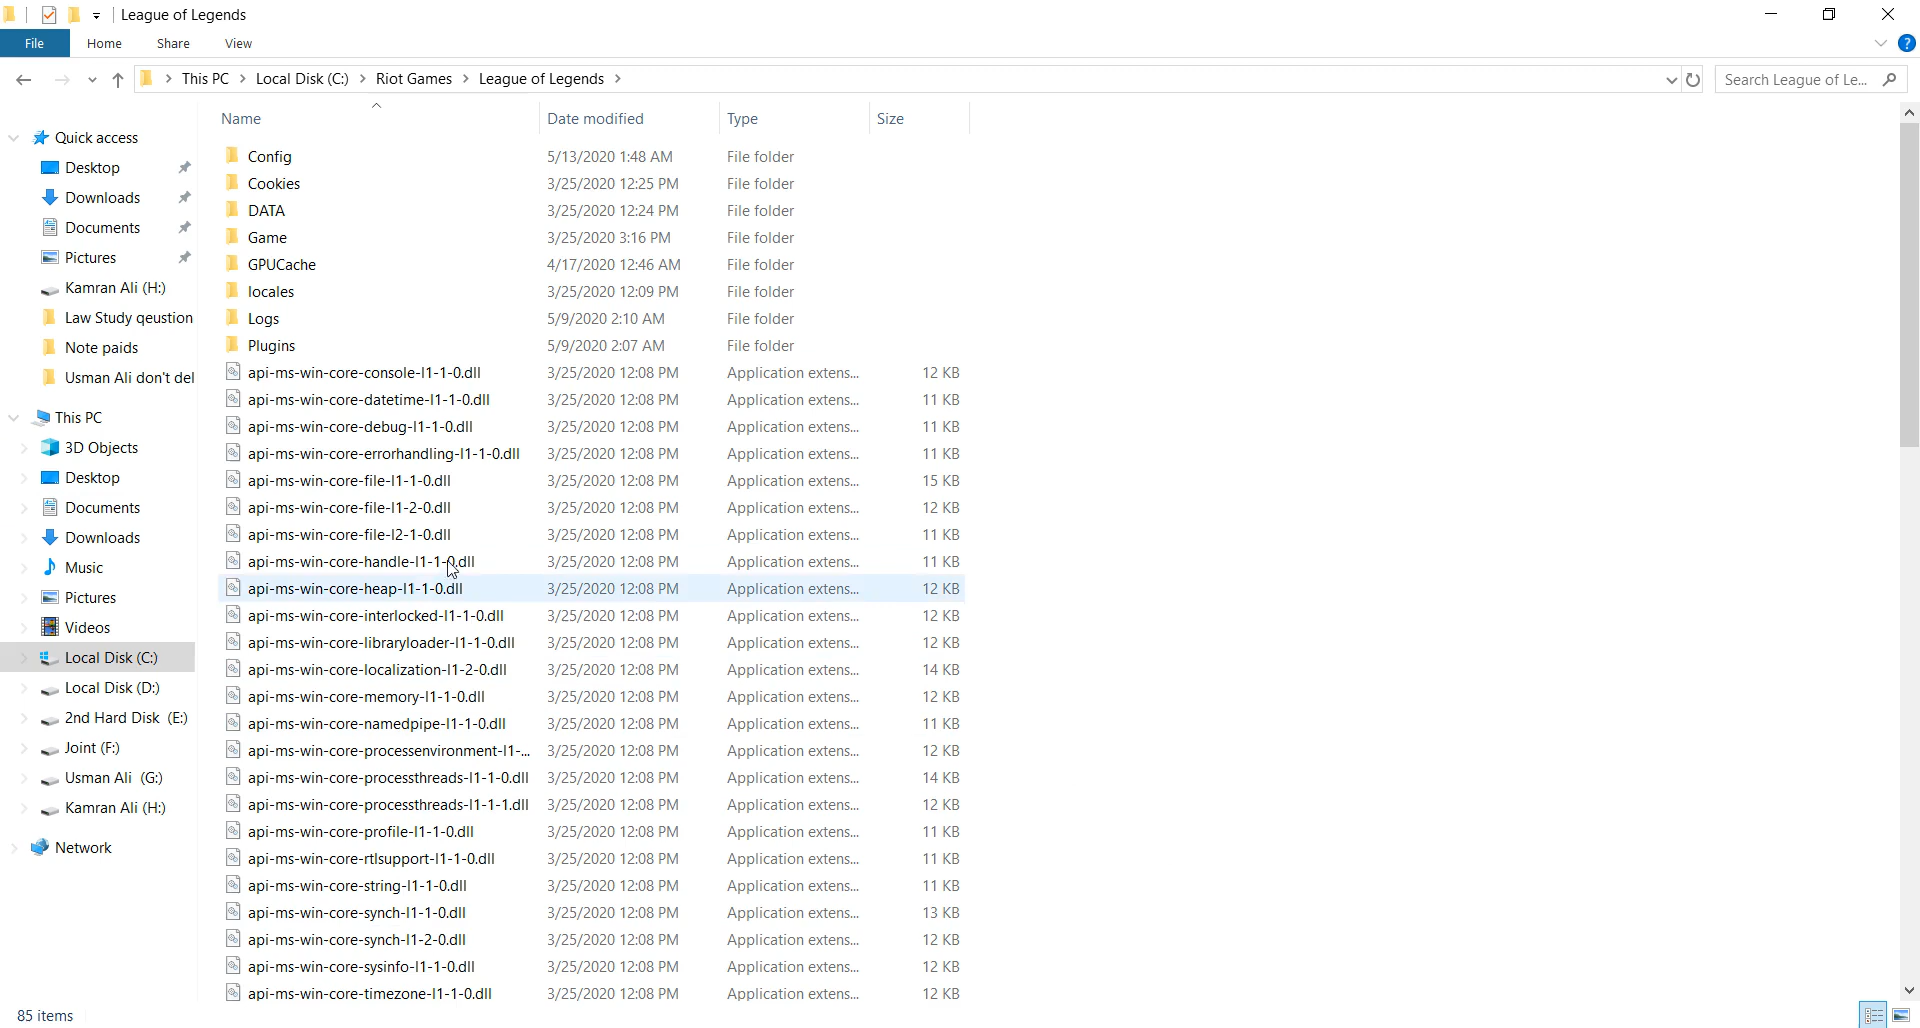 League of Legends
File Home Share View
This PC Local Disk (C:) Riot Games League of Legends Search League of Le...
Name Date modified Type Size
Quick access
Desktop
Downloads
Documents
Pictures
Kamran Ali (H:)
Law Study qeustion
Note paids
Usman Ali don't del
This PC
3D Objects
Desktop
Documents
Downloads
Music
Pictures
Videos
Local Disk (C:)
Local Disk (D:)
2nd Hard Disk (E:)
Joint (F:)
Usman Ali (G:)
Kamran Ali (H:)
Network
Config 5/13/2020 1:48 AM File folder
Cookies 3/25/2020 12:25 PM File folder
DATA 3/25/2020 12:24 PM File folder
Game 3/25/2020 3:16 PM File folder
GPUCache 4/17/2020 12:46 AM File folder
locales 3/25/2020 12:09 PM File folder
Logs 5/9/2020 2:10 AM File folder
Plugins 5/9/2020 2:07 AM File folder
api-ms-win-core-console-l1-1-0.dll 3/25/2020 12:08 PM Application extens... 12 KB
api-ms-win-core-datetime-l1-1-0.dll 3/25/2020 12:08 PM Application extens... 11 KB
api-ms-win-core-debug-l1-1-0.dll 3/25/2020 12:08 PM Application extens... 11 KB
api-ms-win-core-errorhandling-l1-1-0.dll 3/25/2020 12:08 PM Application extens... 11 KB
api-ms-win-core-file-l1-1-0.dll 3/25/2020 12:08 PM Application extens... 15 KB
api-ms-win-core-file-l1-2-0.dll 3/25/2020 12:08 PM Application extens... 12 KB
api-ms-win-core-file-l2-1-0.dll 3/25/2020 12:08 PM Application extens... 11 KB
api-ms-win-core-handle-l1-1-0.dll 3/25/2020 12:08 PM Application extens... 11 KB
api-ms-win-core-heap-l1-1-0.dll 3/25/2020 12:08 PM Application extens... 12 KB
api-ms-win-core-interlocked-l1-1-0.dll 3/25/2020 12:08 PM Application extens... 12 KB
api-ms-win-core-libraryloader-l1-1-0.dll 3/25/2020 12:08 PM Application extens... 12 KB
api-ms-win-core-localization-l1-2-0.dll 3/25/2020 12:08 PM Application extens... 14 KB
api-ms-win-core-memory-l1-1-0.dll 3/25/2020 12:08 PM Application extens... 12 KB
api-ms-win-core-namedpipe-l1-1-0.dll 3/25/2020 12:08 PM Application extens... 11 KB
api-ms-win-core-processenvironment-l1-... 3/25/2020 12:08 PM Application extens... 12 KB
api-ms-win-core-processthreads-l1-1-0.dll 3/25/2020 12:08 PM Application extens... 14 KB
api-ms-win-core-processthreads-l1-1-1.dll 3/25/2020 12:08 PM Application extens... 12 KB
api-ms-win-core-profile-l1-1-0.dll 3/25/2020 12:08 PM Application extens... 11 KB
api-ms-win-core-rtlsupport-l1-1-0.dll 3/25/2020 12:08 PM Application extens... 11 KB
api-ms-win-core-string-l1-1-0.dll 3/25/2020 12:08 PM Application extens... 11 KB
api-ms-win-core-synch-l1-1-0.dll 3/25/2020 12:08 PM Application extens... 13 KB
api-ms-win-core-synch-l1-2-0.dll 3/25/2020 12:08 PM Application extens... 12 KB
api-ms-win-core-sysinfo-l1-1-0.dll 3/25/2020 12:08 PM Application extens... 12 KB
api-ms-win-core-timezone-l1-1-0.dll 3/25/2020 12:08 PM Application extens... 12 KB
85 items